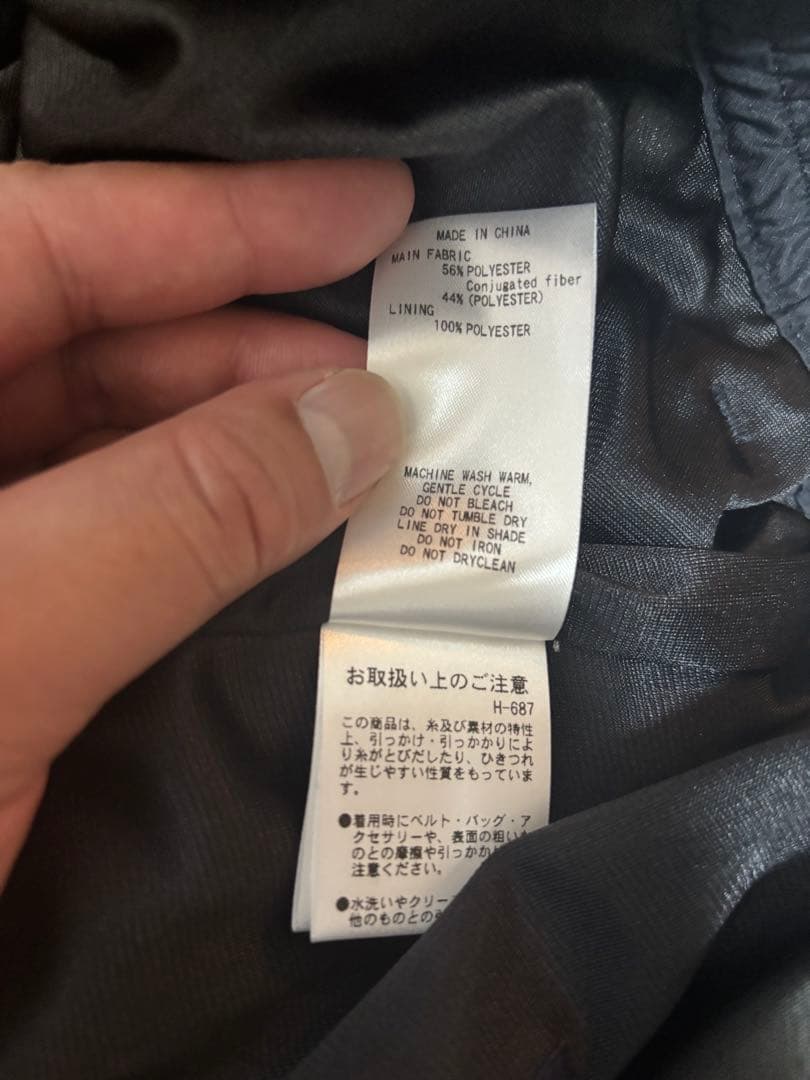 MADE IN CHINA
MAIN FABRIC
56% POLYESTER
Conjugated fiber
44% (POLYESTER)
LINING
100% POLYESTER
MACHINE WASH WARM,
GENTLE CYCLE
DO NOT BLEACH
DO NOT TUMBLE DRY
LINE DRY IN SHADE
DO NOT IRON
DO NOT DRYCLEAN
お取扱い上のご注意
H-687
この商品は、糸及び素材の特性
上、引っかけ・引っかかりによ
り糸がとびだしたり、ひきつれ
が生じやすい性質をもっていま
す。
●着用時にベルト・バッグ・ア
クセサリーや、表面の粗い
のとの摩擦や引っかか
注意ください。
●水洗いやクリー
他のものとの